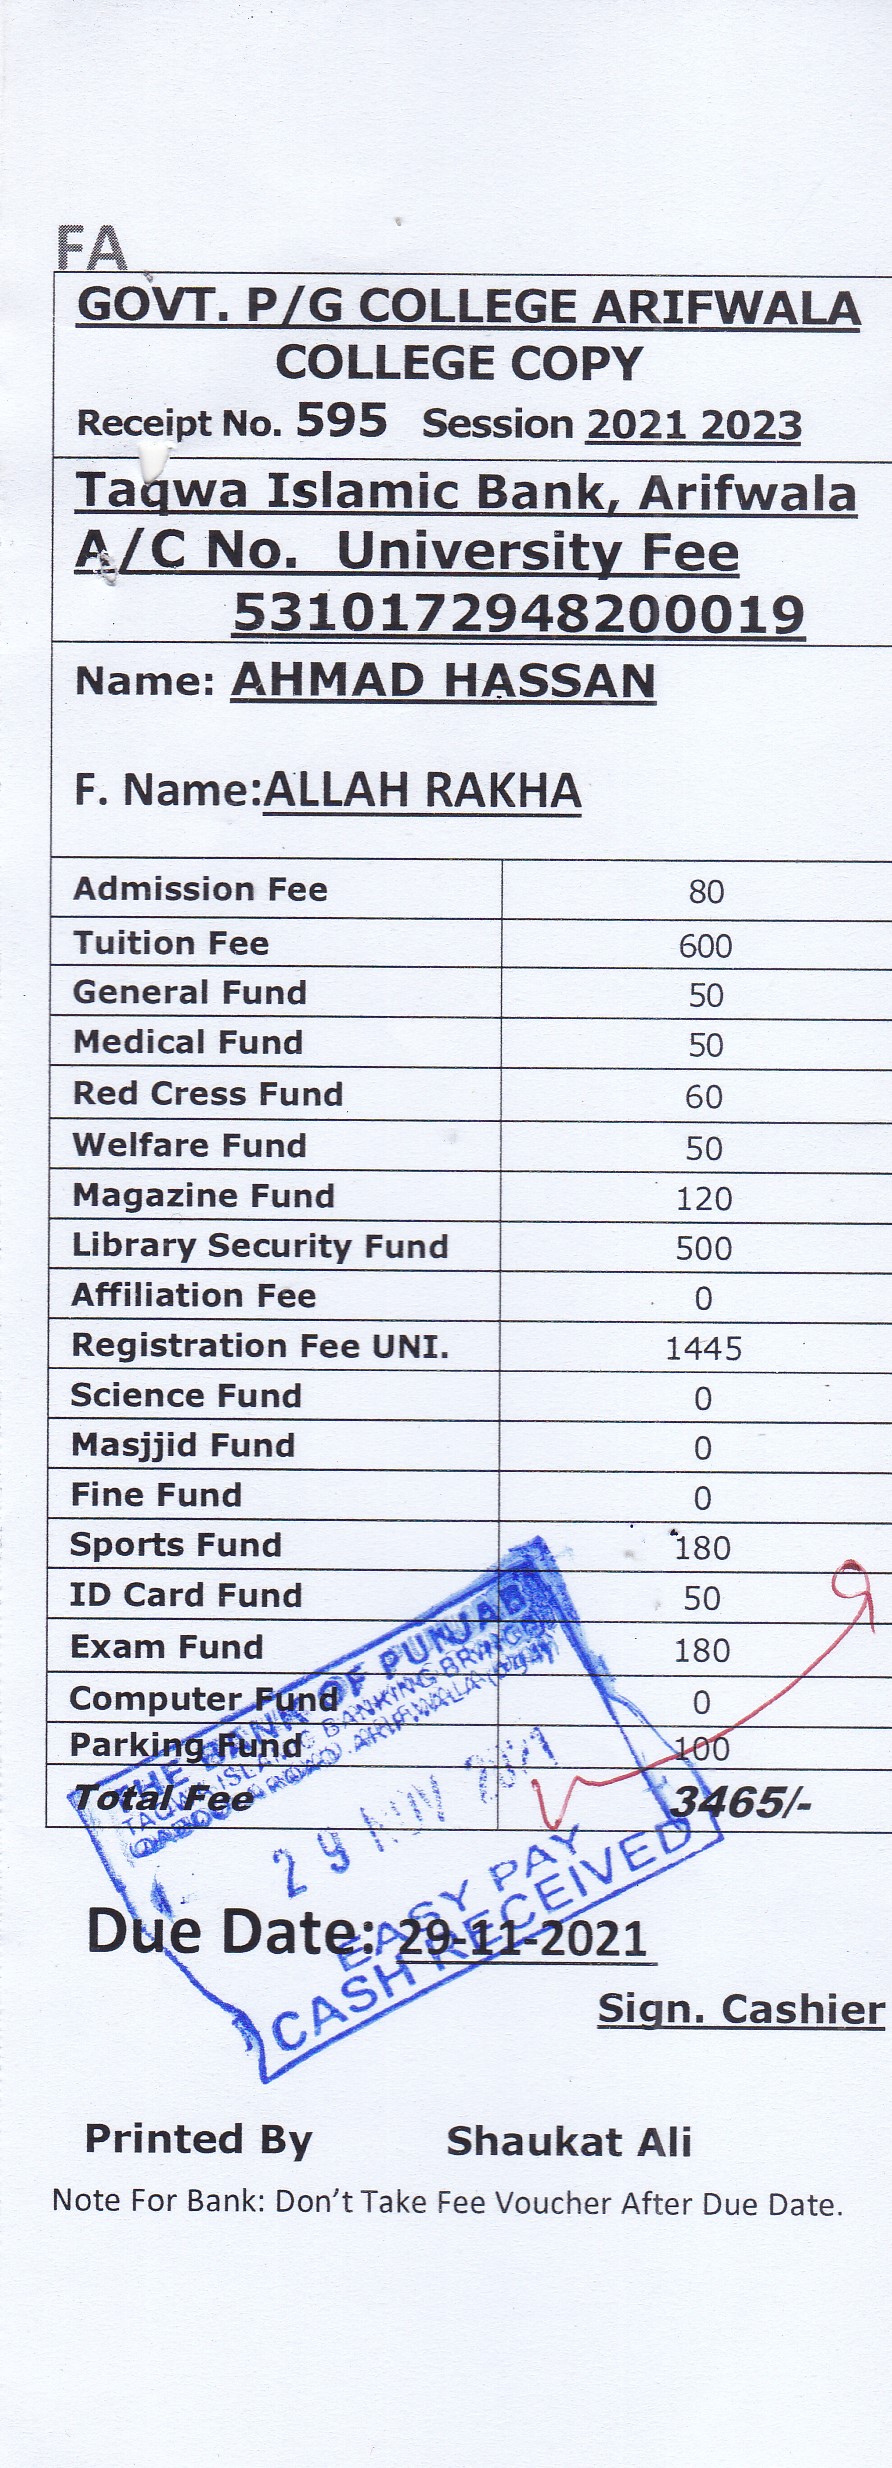 FA
GOVT. P/G COLLEGE ARIFWALA
COLLEGE COPY
Receipt No. 595 Session 2021 2023
Taqwa Islamic Bank, Arifwala
A/C No. University Fee
5310172948200019
Name: AHMAD HASSAN
F. Name:ALLAH RAKHA
Admission Fee 80
Tuition Fee 600
General Fund 50
Medical Fund 50
Red Cress Fund 60
Welfare Fund 50
Magazine Fund 120
Library Security Fund 500
Affiliation Fee 0
Registration Fee UNI. 1445
Science Fund 0
Masjjid Fund 0
Fine Fund 0
Sports Fund 180
ID Card Fund 50
Exam Fund 180
Computer Fund 0
Parking Fund 100
Total Fee 3465/-
THE BANK OF PUNJAB
TAQWA ISLAMIC BANKING
ROAD ARIFWALA
29 NOV 2021
EASY PAY
CASH RECEIVED
Due Date: 29-11-2021
Sign. Cashier
Printed By Shaukat Ali
Note For Bank: Don't Take Fee Voucher After Due Date.